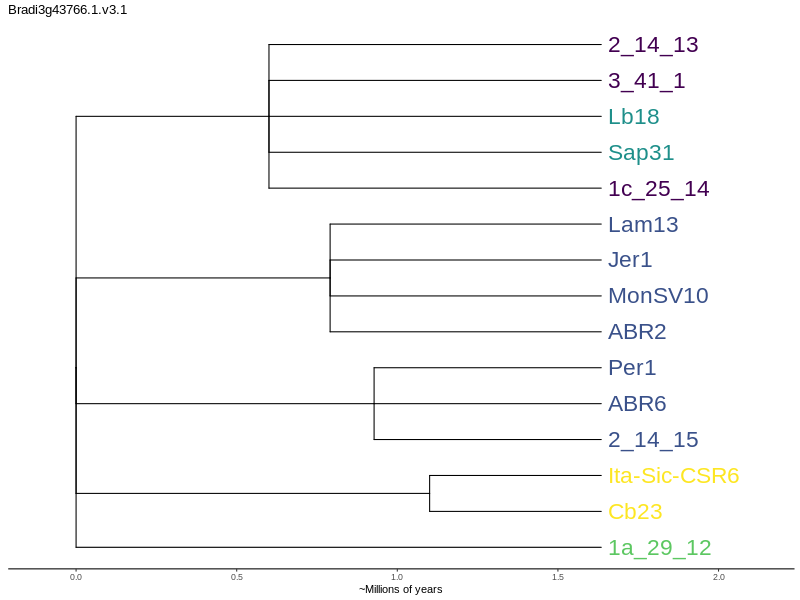 Bradi3g43766.1.v3.1
2_14_13
3_41_1
Lb18
Sap31
1c_25_14
Lam13
Jer1
MonSV10
ABR2
Per1
ABR6
2_14_15
Ita-Sic-CSR6
Cb23
1a_29_12
0.0 0.5 1.0 1.5 2.0
~Millions of years